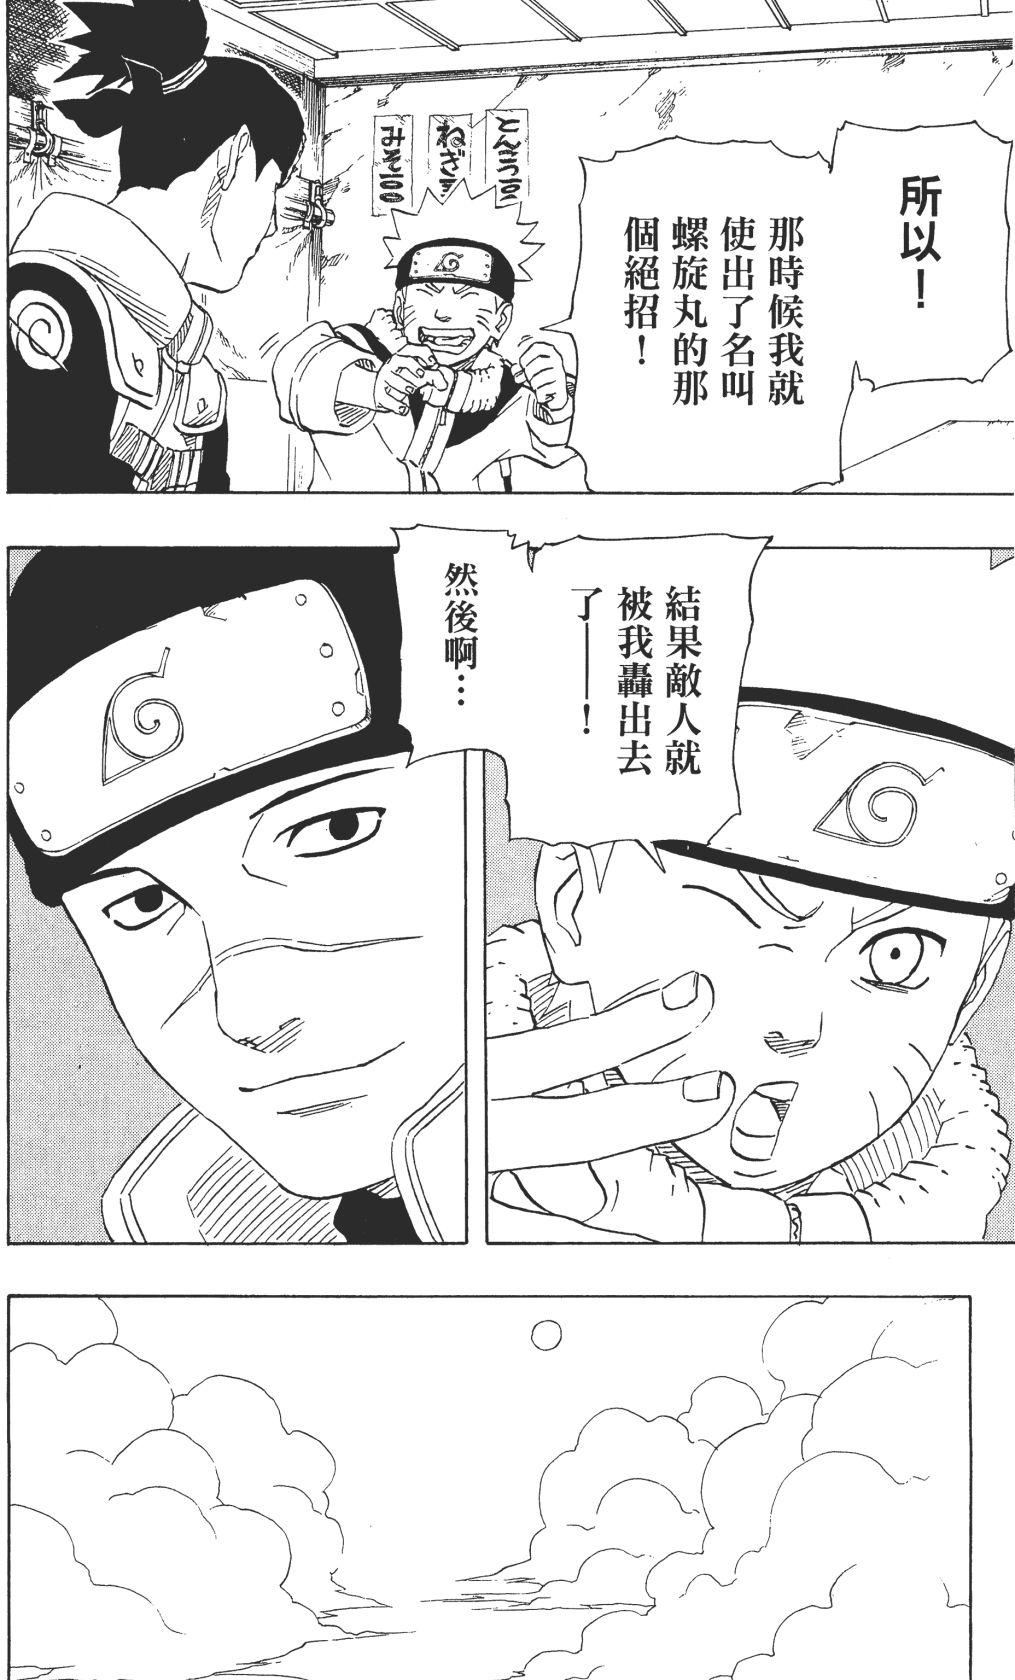 所以！
那時候我就
使出了名叫
螺旋丸的那
個絕招！
とんこつ
ねぎ
みそ
結果敵人就
被我轟出去
了——！
然後啊…